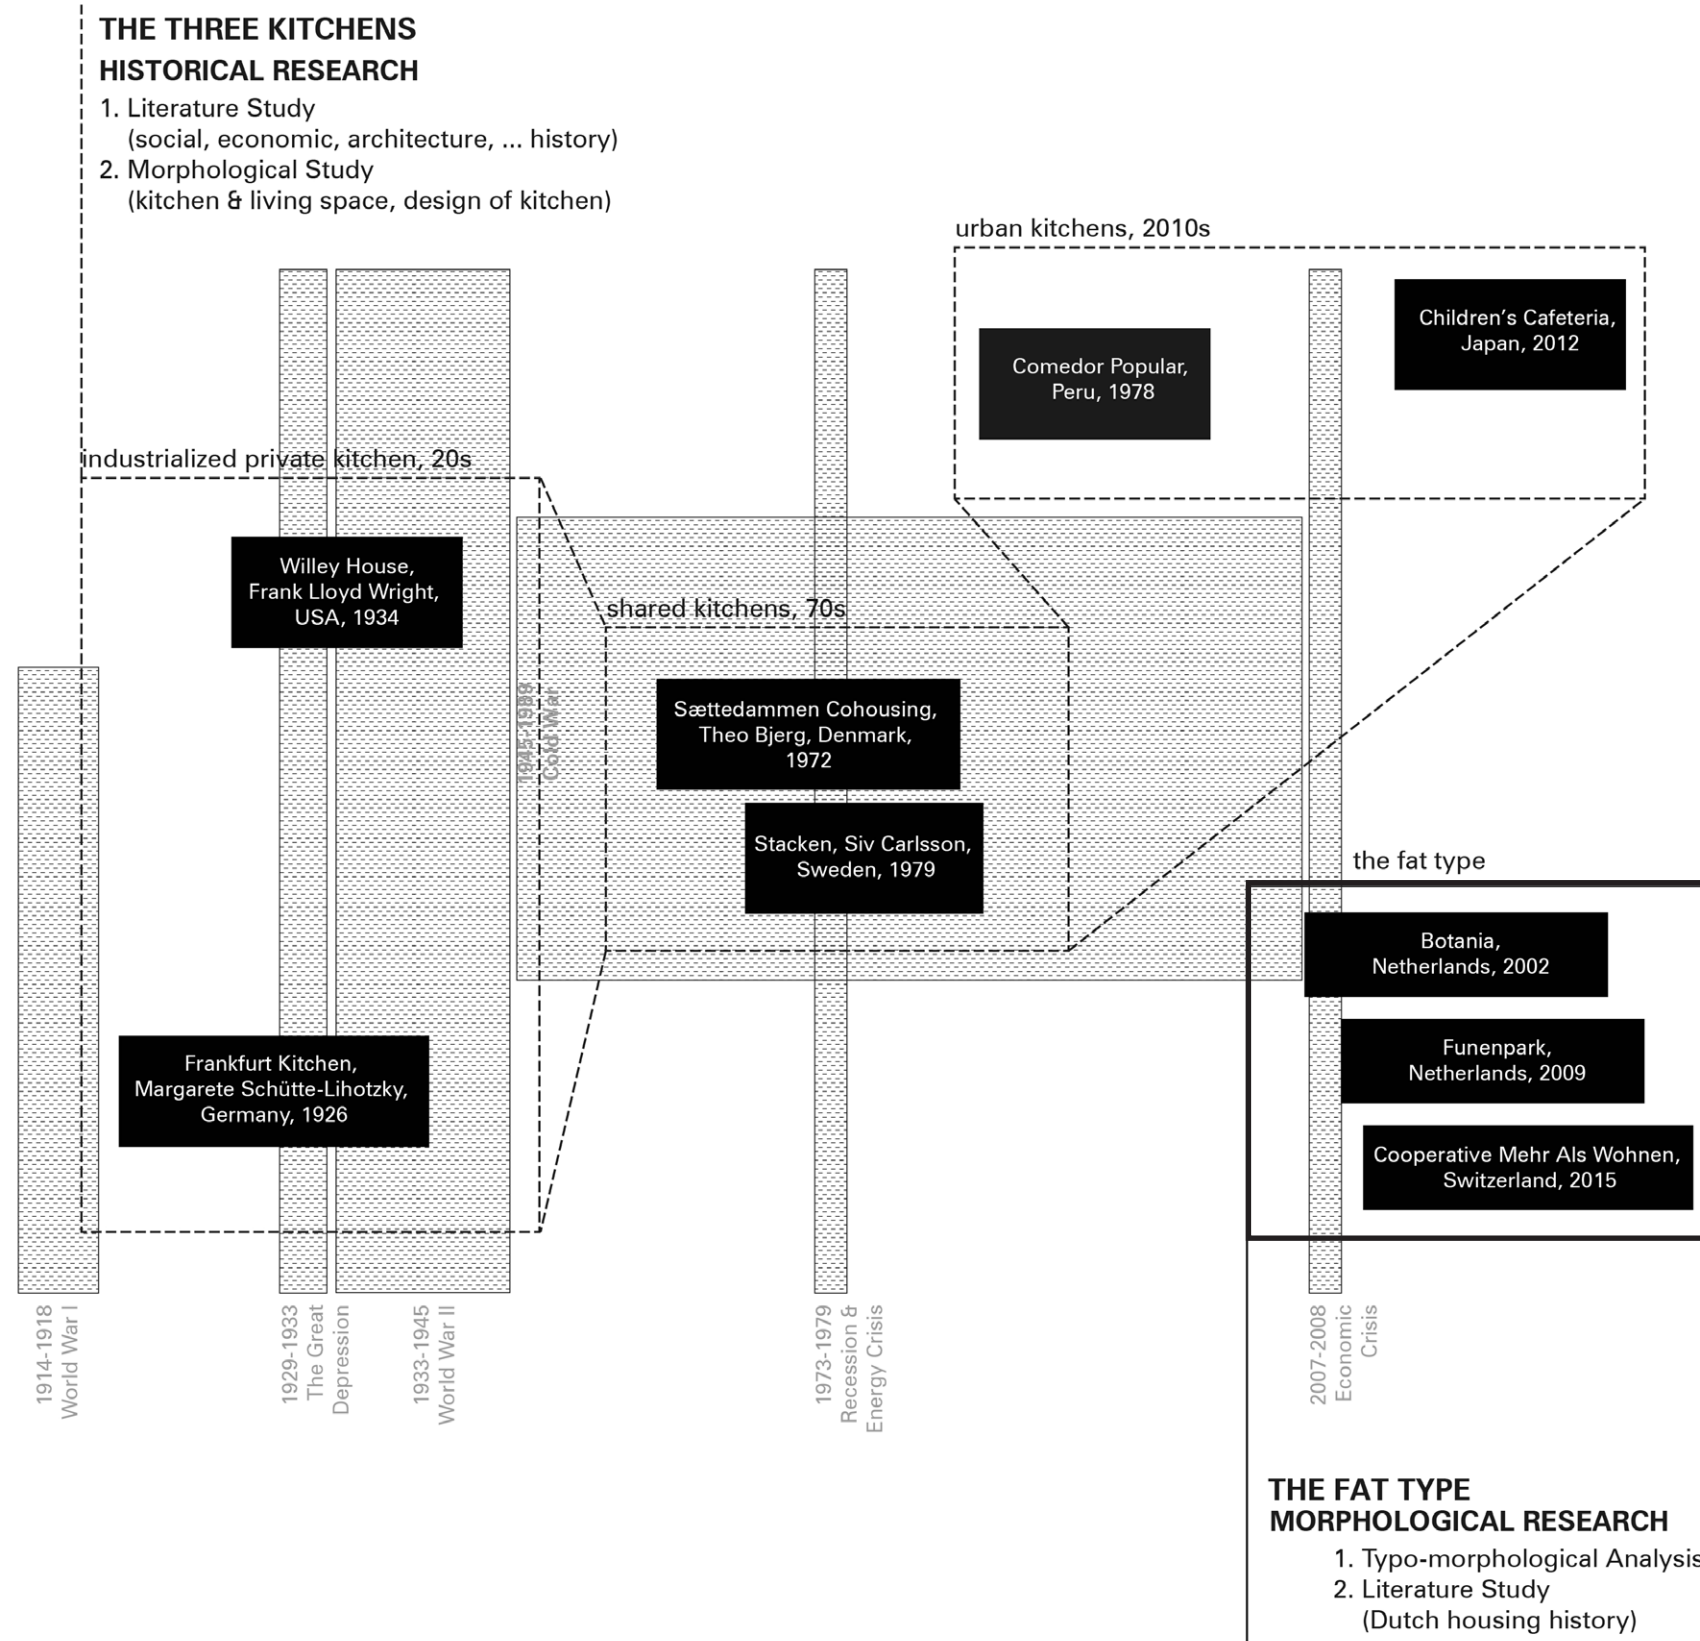 THE THREE KITCHENS
HISTORICAL RESEARCH
1. Literature Study
(social, economic, architecture, ... history)
2. Morphological Study
(kitchen & living space, design of kitchen)
urban kitchens, 2010s
Children's Cafeteria,
Japan, 2012
Comedor Popular,
Peru, 1978
industrialized private kitchen, 20s
Willey House,
Frank Lloyd Wright,
USA, 1934
shared kitchens, 70s
1945-1989
Cold War
Sættedammen Cohousing,
Theo Bjerg, Denmark,
1972
Stacken, Siv Carlsson,
Sweden, 1979
the fat type
Botania,
Netherlands, 2002
Funenpark,
Netherlands, 2009
Cooperative Mehr Als Wohnen,
Switzerland, 2015
Frankfurt Kitchen,
Margarete Schütte-Lihotzky,
Germany, 1926
1914-1918
World War I
1929-1933
The Great
Depression
1933-1945
World War II
1973-1979
Recession &
Energy Crisis
2007-2008
Economic
Crisis
THE FAT TYPE
MORPHOLOGICAL RESEARCH
1. Typo-morphological Analysis
2. Literature Study
(Dutch housing history)